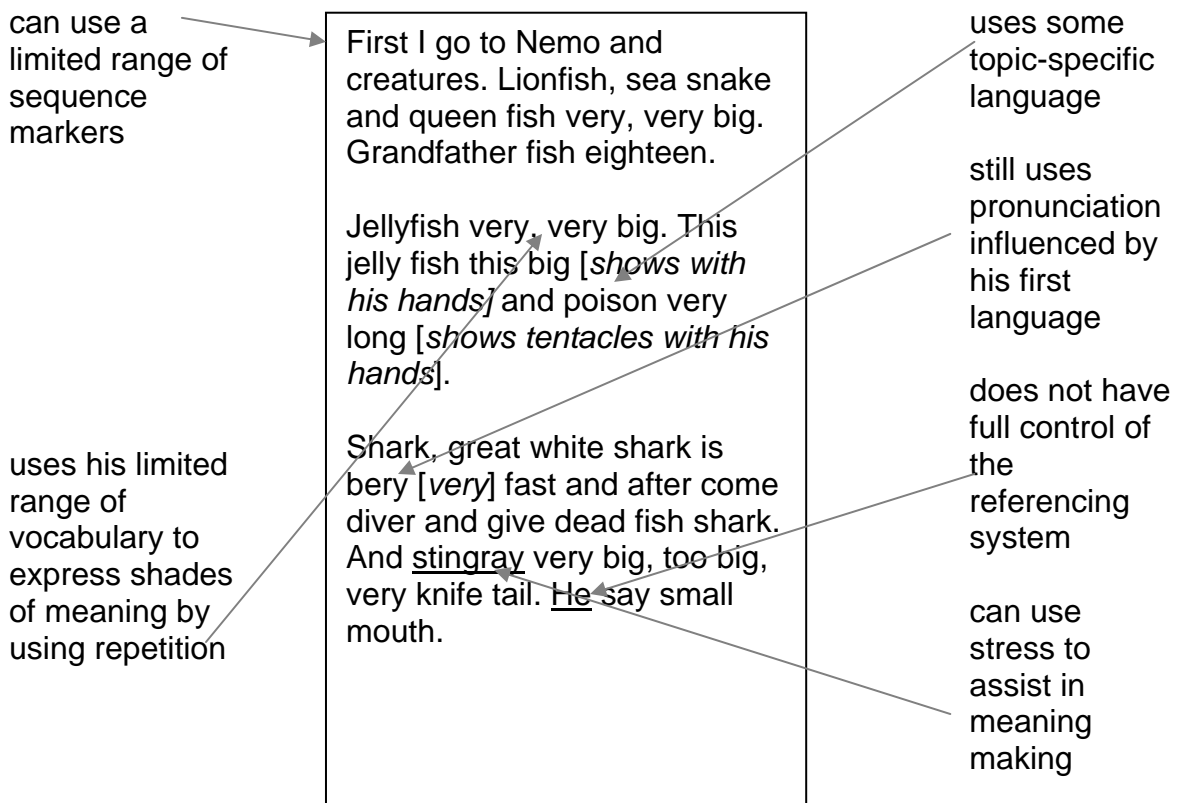 can use a
limited range of
sequence
markers
uses his limited
range of
vocabulary to
express shades
of meaning by
using repetition
First I go to Nemo and
creatures. Lionfish, sea snake
and queen fish very, very big.
Grandfather fish eighteen.
Jellyfish very, very big. This
jelly fish this big [shows with
his hands] and poison very
long [shows tentacles with his
hands].
Shark, great white shark is
bery [very] fast and after come
diver and give dead fish shark.
And stingray very big, too big,
very knife tail. He say small
mouth.
uses some
topic-specific
language
still uses
pronunciation
influenced by
his first
language
does not have
full control of
the
referencing
system
can use
stress to
assist in
meaning
making